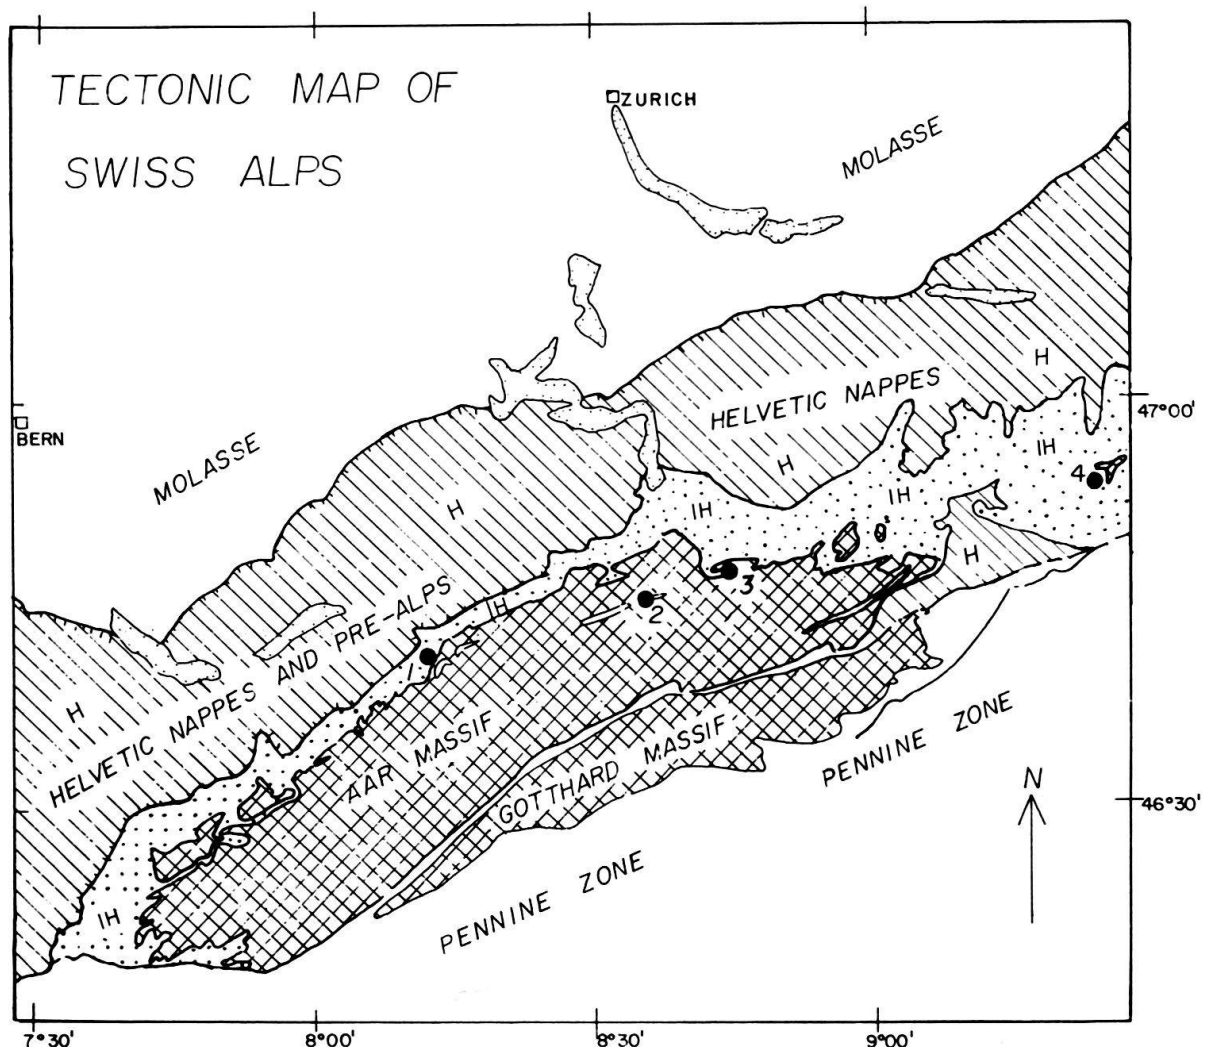 TECTONIC MAP OF
SWISS ALPS
ZURICH
MOLASSE
H
HELVETIC NAPPES
47°00'
BERN
MOLASSE
H
IH
4
H
IH
IH
H
3
2
IH
1
HELVETIC NAPPES AND PRE-ALPS
H
AAR MASSIF
GOTTHARD MASSIF
PENNINE ZONE
N
46°30'
PENNINE ZONE
IH
7°30'
8°00'
8°30'
9°00'